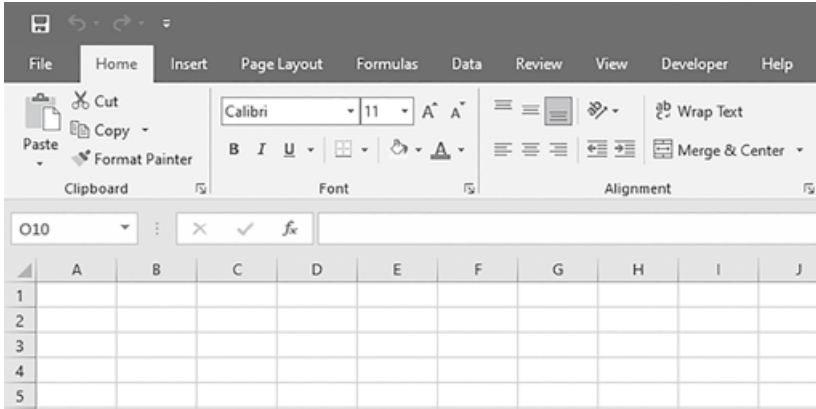 File Home Insert Page Layout Formulas Data Review View Developer Help
Cut
Copy
Format Painter
Paste
Clipboard
Calibri 11 A A
B I U A
Font
ab c Wrap Text
Merge & Center
Alignment
O10 fx
A B C D E F G H I J
1
2
3
4
5